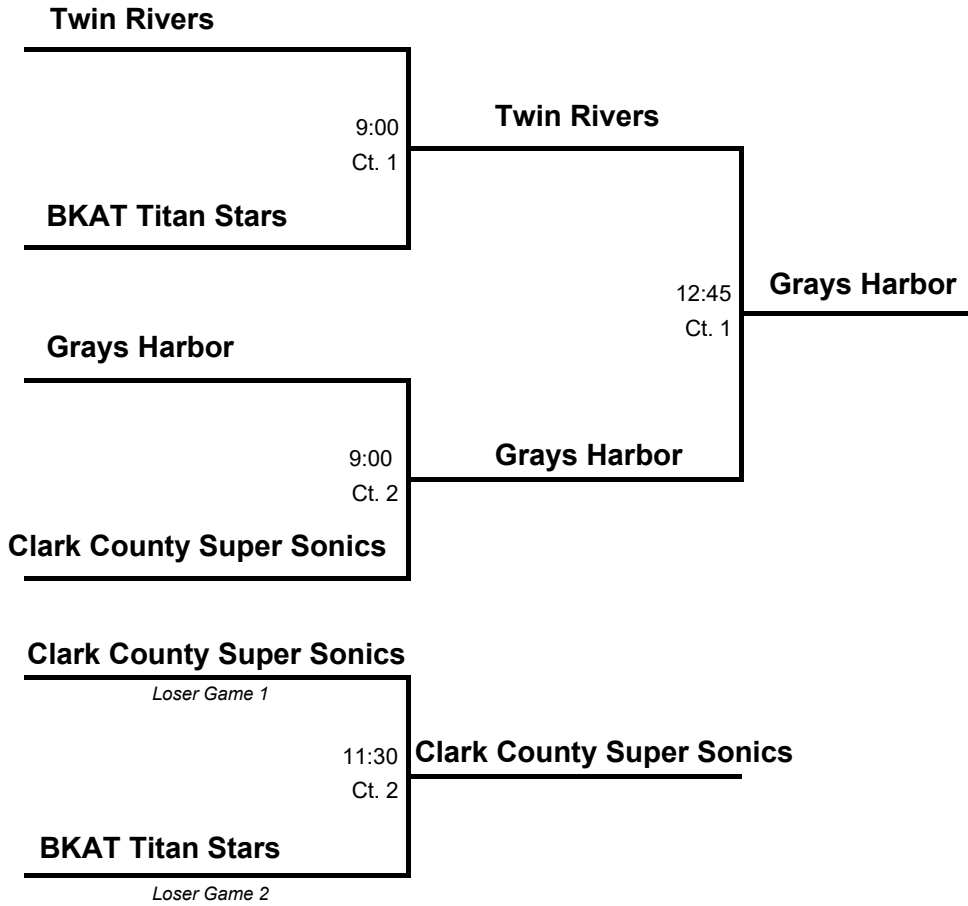 Twin Rivers
9:00
Ct. 1
Twin Rivers
BKAT Titan Stars
12:45
Ct. 1
Grays Harbor
Grays Harbor
9:00
Ct. 2
Grays Harbor
Clark County Super Sonics
Clark County Super Sonics
Loser Game 1
11:30
Ct. 2
Clark County Super Sonics
BKAT Titan Stars
Loser Game 2